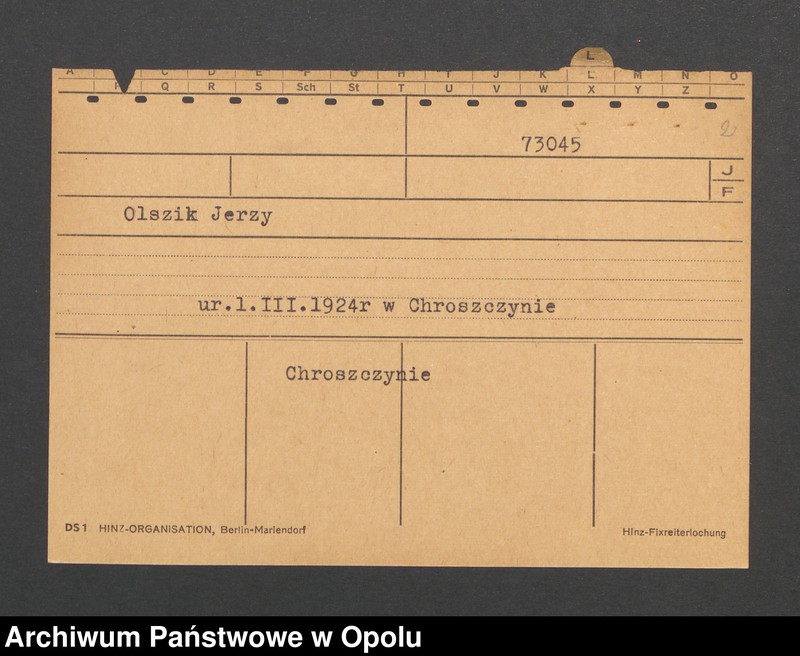 L
A C D E F G H I J K L M N O
P Q R S Sch St T U V W X Y Z
2
73045
J
F
Olszik Jerzy
ur.1.III.1924r w Chroszczynie
Chroszczynie
DS1 HINZ-ORGANISATION, Berlin-Mariendorf Hinz-Fixreiterlochung
Archiwum Państwowe w Opolu